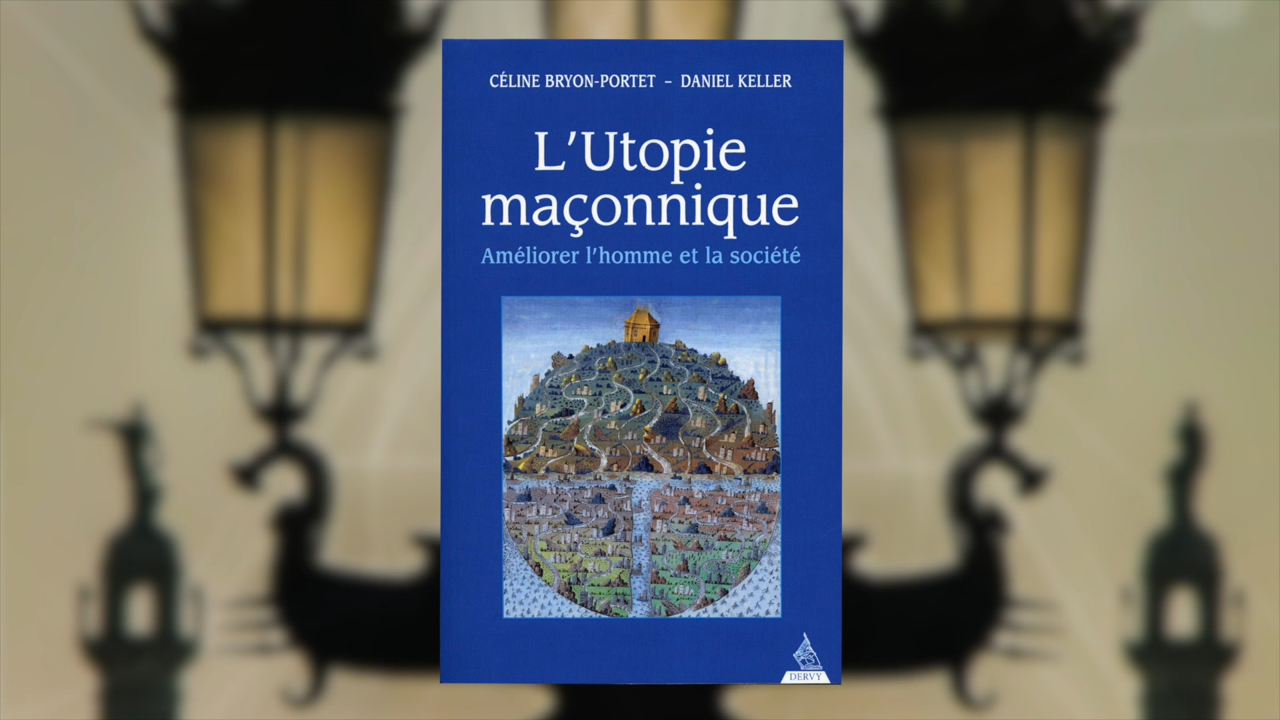 CÉLINE BRYON-PORTET – DANIEL KELLER
L'Utopie
maçonnique
Améliorer l'homme et la société
DERVY